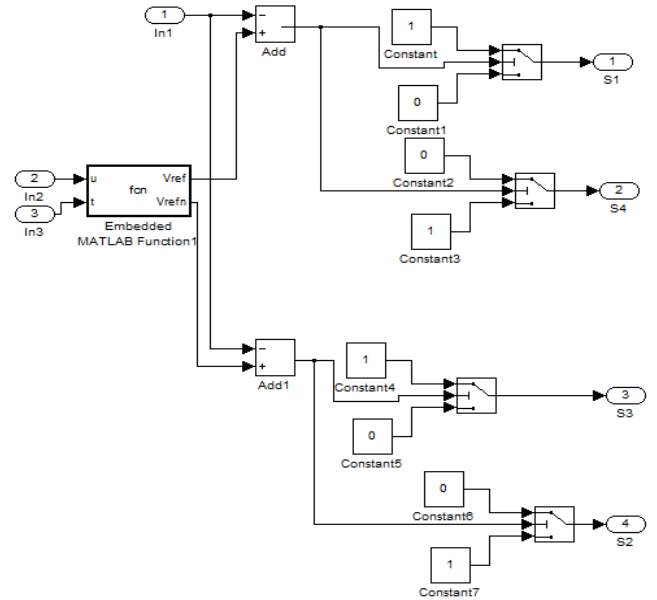 1
In1
−
+
Add
1
Constant
1
S1
0
Constant1
0
Constant2
2
S4
1
Constant3
2
In2
3
In3
u
t
fcn
Vref
Vrefn
Embedded
MATLAB Function1
−
+
Add1
1
Constant4
3
S3
0
Constant5
0
Constant6
4
S2
1
Constant7